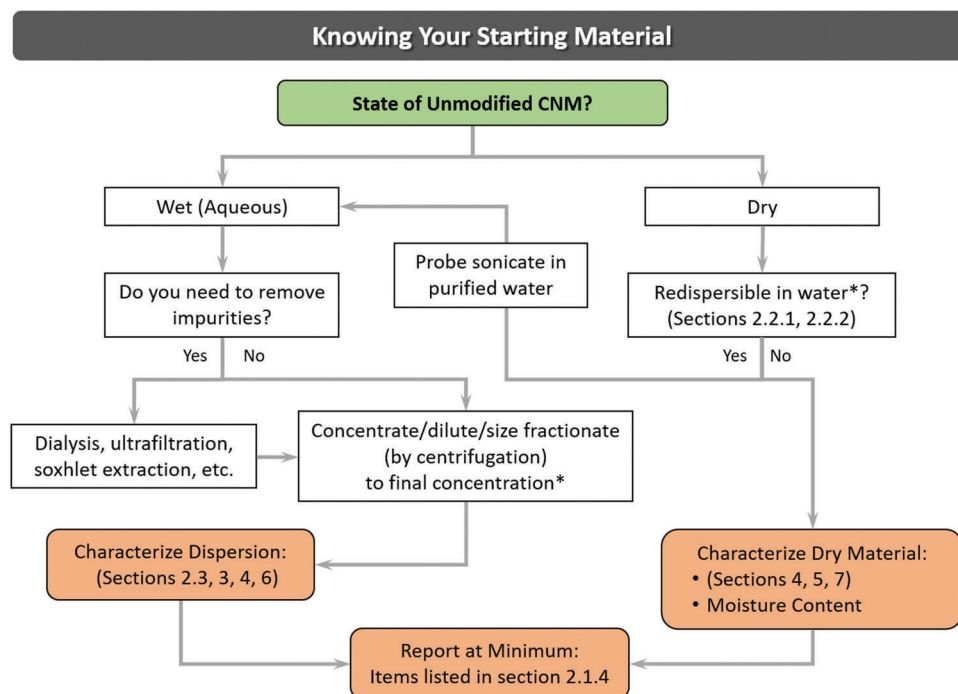 Knowing Your Starting Material
State of Unmodified CNM?
Wet (Aqueous)
Dry
Probe sonicate in
purified water
Do you need to remove
impurities?
Redispersible in water*?
(Sections 2.2.1, 2.2.2)
Yes No
Yes No
Dialysis, ultrafiltration,
soxhlet extraction, etc.
Concentrate/dilute/size fractionate
(by centrifugation)
to final concentration*
Characterize Dispersion:
(Sections 2.3, 3, 4, 6)
Characterize Dry Material:
• (Sections 4, 5, 7)
• Moisture Content
Report at Minimum:
Items listed in section 2.1.4